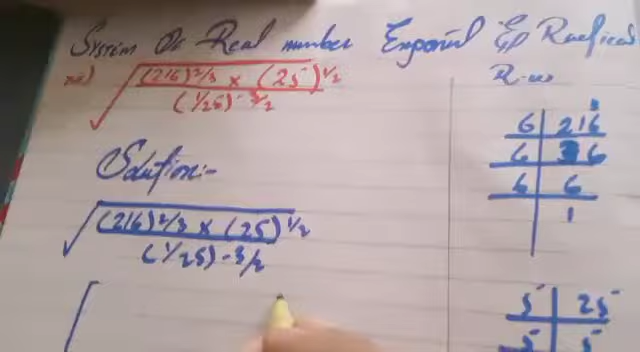 System Of Real number Exponent & Radical
√(216)^2/3 x (25)^1/2
(1/25)^-3/2
R.W
6 | 216
6 | 36
6 | 6
1
Solution:-
√(216)^2/3 x (25)^1/2
(1/25)-3/2
5 | 25
5 | 5